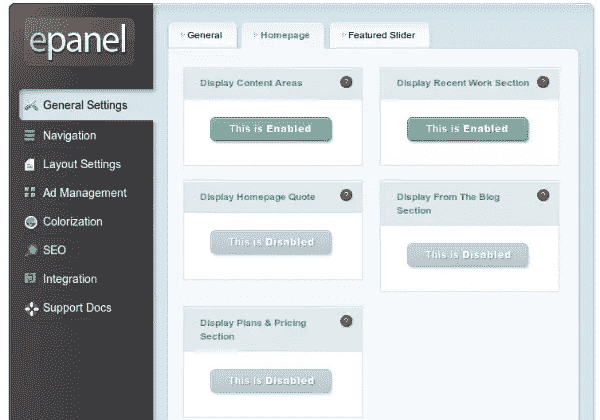 epanel
General Settings
Navigation
Layout Settings
Ad Management
Colorization
SEO
Integration
Support Docs
General
Homepage
Featured Slider
Display Content Areas
This is Enabled
Display Recent Work Section
This is Enabled
Display Homepage Quote
This is Disabled
Display From The Blog
Section
This is Disabled
Display Plans & Pricing
Section
This is Disabled